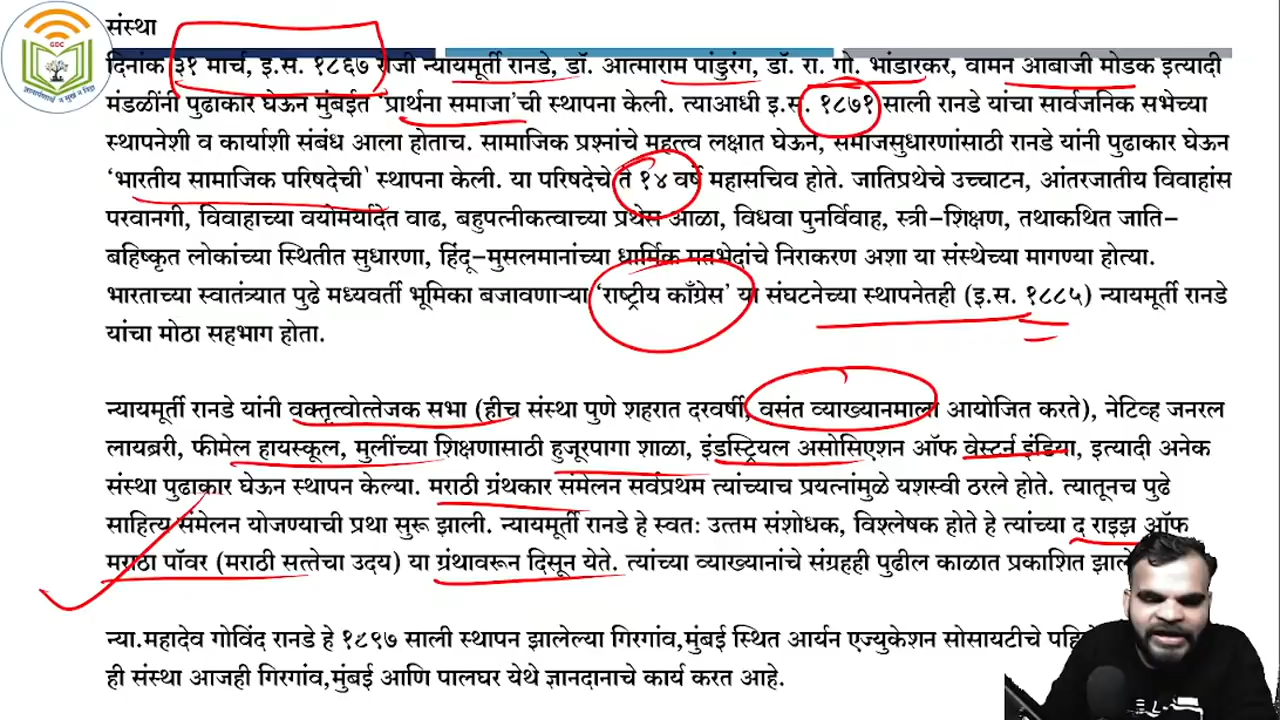 संस्था
दिनांक ३१ मार्च, इ.स. १८६७ रोजी न्यायमूर्ती रानडे, डॉ. आत्माराम पांडुरंग, डॉ. रा. गो. भांडारकर, वामन आबाजी मोडक इत्यादी
मंडळींनी पुढाकार घेऊन मुंबईत 'प्रार्थना समाजा'ची स्थापना केली. त्याआधी इ.स. १८७१ साली रानडे यांचा सार्वजनिक सभेच्या
स्थापनेशी व कार्याशी संबंध आला होताच. सामाजिक प्रश्नांचे महत्त्व लक्षात घेऊन, समाजसुधारणांसाठी रानडे यांनी पुढाकार घेऊन
'भारतीय सामाजिक परिषदेची' स्थापना केली. या परिषदेचे ते १४ वर्षे महासचिव होते. जातिप्रथेचे उच्चाटन, आंतरजातीय विवाहांस
परवानगी, विवाहाच्या वयोमर्यादेत वाढ, बहुपत्नीकत्वाच्या प्रथेस आळा, विधवा पुनर्विवाह, स्त्री-शिक्षण, तथाकथित जाति-
बहिष्कृत लोकांच्या स्थितीत सुधारणा, हिंदू-मुसलमानांच्या धार्मिक मतभेदांचे निराकरण अशा या संस्थेच्या मागण्या होत्या.
भारताच्या स्वातंत्र्यात पुढे मध्यवर्ती भूमिका बजावणाऱ्या 'राष्ट्रीय काँग्रेस' या संघटनेच्या स्थापनेतही (इ.स. १८८५) न्यायमूर्ती रानडे
यांचा मोठा सहभाग होता.
न्यायमूर्ती रानडे यांनी वक्तृत्वोत्तेजक सभा (हीच संस्था पुणे शहरात दरवर्षी, वसंत व्याख्यानमाला आयोजित करते), नेटिव्ह जनरल
लायब्ररी, फीमेल हायस्कूल, मुलींच्या शिक्षणासाठी हुजूरपागा शाळा, इंडस्ट्रियल असोसिएशन ऑफ वेस्टर्न इंडिया, इत्यादी अनेक
संस्था पुढाकार घेऊन स्थापन केल्या. मराठी ग्रंथकार संमेलन सर्वप्रथम त्यांच्याच प्रयत्नांमुळे यशस्वी ठरले होते. त्यातूनच पुढे
साहित्य संमेलन योजण्याची प्रथा सुरू झाली. न्यायमूर्ती रानडे हे स्वतः उत्तम संशोधक, विश्लेषक होते हे त्यांच्या द राइझ ऑफ
मराठा पॉवर (मराठी सत्तेचा उदय) या ग्रंथावरून दिसून येते. त्यांच्या व्याख्यानांचे संग्रहही पुढील काळात प्रकाशित
न्या.महादेव गोविंद रानडे हे १८९७ साली स्थापन झालेल्या गिरगांव,मुंबई स्थित आर्यन एज्युकेशन सोसायटीचे
ही संस्था आजही गिरगांव,मुंबई आणि पालघर येथे ज्ञानदानाचे कार्य करत आहे.